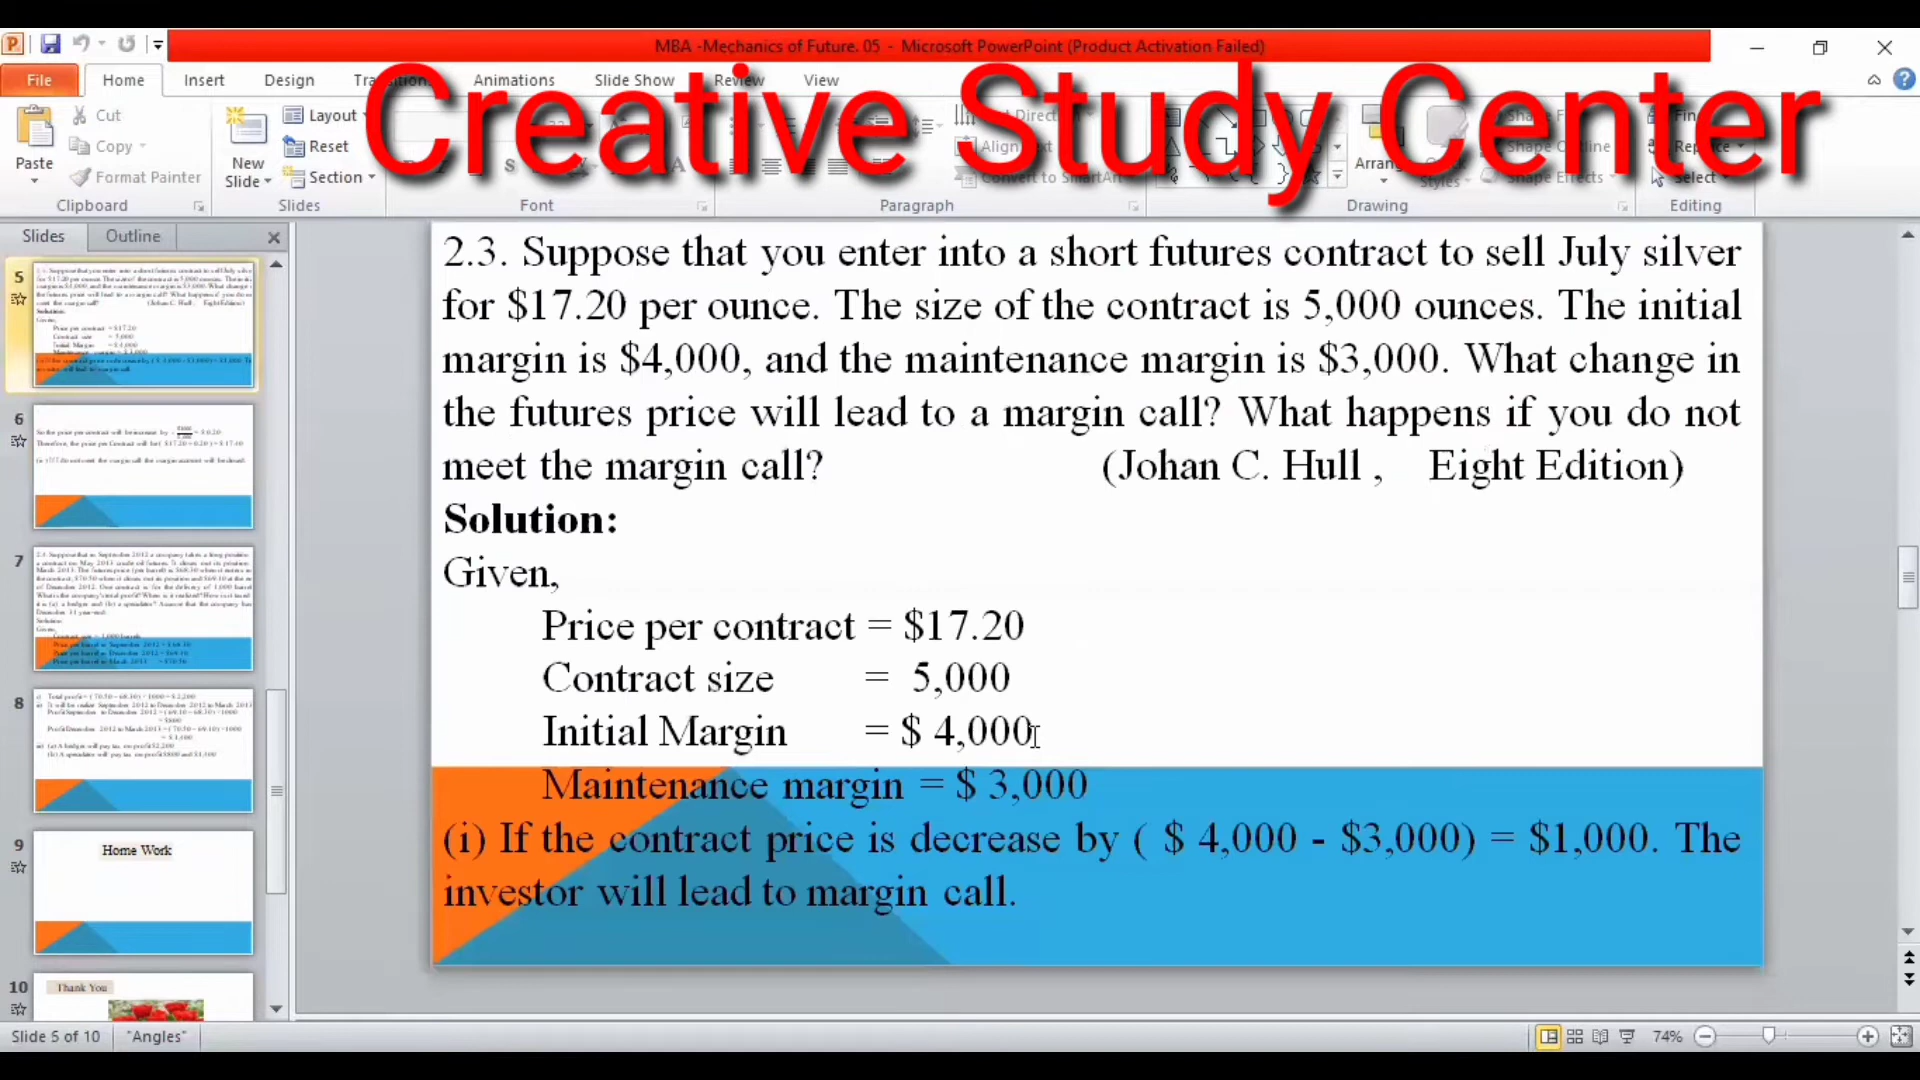 MBA -Mechanics of Future. 05 - Microsoft PowerPoint (Product Activation Failed)
File Home Insert Design Animations Slide Show Review View
Creative Study Center
Paste
Cut
Copy
Format Painter
Clipboard
New
Slide
Layout
Reset
Section
Slides
Font
Paragraph
Drawing
Replace
Select
Editing
Slides Outline
2.3. Suppose that you enter into a short futures contract to sell July silver
for $17.20 per ounce. The size of the contract is 5,000 ounces. The initial
margin is $4,000, and the maintenance margin is $3,000. What change in
the futures price will lead to a margin call? What happens if you do not
meet the margin call? (Johan C. Hull , Eight Edition)
Solution:
Given,
Price per contract = $17.20
Contract size = 5,000
Initial Margin = $ 4,000
Maintenance margin = $ 3,000
(i) If the contract price is decrease by ( $ 4,000 - $3,000) = $1,000. The
investor will lead to margin call.
5
6
7
8
9
Home Work
10
Thank You
Slide 5 of 10 "Angles" 74%